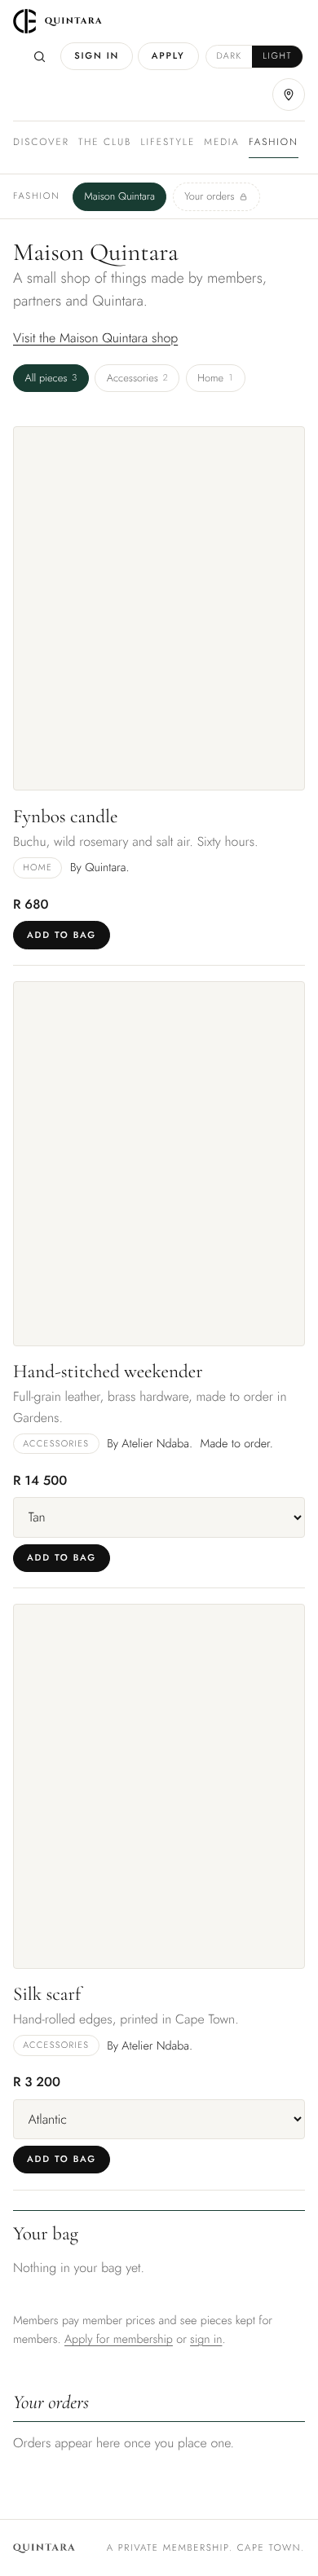 QUINTARA
SIGN IN APPLY DARK LIGHT
DISCOVER THE CLUB LIFESTYLE MEDIA FASHION
FASHION Maison Quintara Your orders
Maison Quintara
A small shop of things made by members,
partners and Quintara.
Visit the Maison Quintara shop
All pieces 3 Accessories 2 Home 1
Fynbos candle
Buchu, wild rosemary and salt air. Sixty hours.
HOME By Quintara.
R 680
ADD TO BAG
Hand-stitched weekender
Full-grain leather, brass hardware, made to order in
Gardens.
ACCESSORIES By Atelier Ndaba. Made to order.
R 14 500
Tan
ADD TO BAG
Silk scarf
Hand-rolled edges, printed in Cape Town.
ACCESSORIES By Atelier Ndaba.
R 3 200
Atlantic
ADD TO BAG
Your bag
Nothing in your bag yet.
Members pay member prices and see pieces kept for
members. Apply for membership or sign in.
Your orders
Orders appear here once you place one.
QUINTARA A PRIVATE MEMBERSHIP. CAPE TOWN.